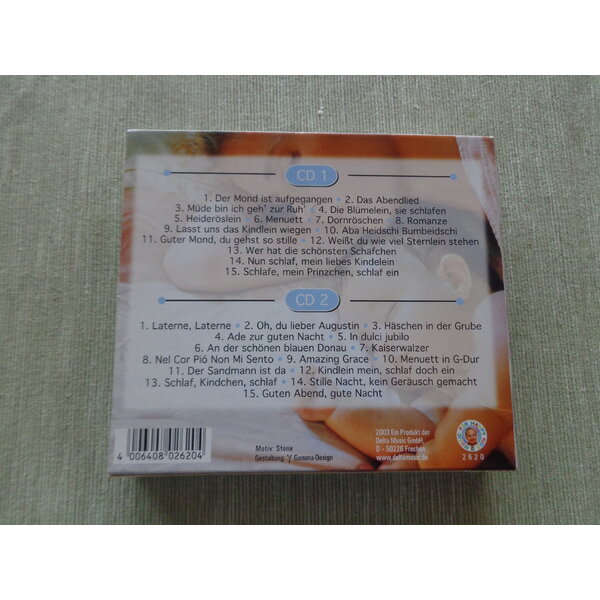 CD 1
1. Der Mond ist aufgegangen • 2. Das Abendlied
3. Müde bin ich geh' zur Ruh' • 4. Die Blümelein, sie schlafen
5. Heideröslein • 6. Menuett • 7. Dornröschen • 8. Romanze
9. Lasst uns das Kindlein wiegen • 10. Aba Heidschi Bumbeidschi
11. Guter Mond, du gehst so stille • 12. Weißt du wie viel Sternlein stehen
13. Wer hat die schönsten Schäfchen
14. Nun schlaf, mein liebes Kindelein
15. Schlafe, mein Prinzchen, schlaf ein
CD 2
1. Laterne, Laterne • 2. Oh, du lieber Augustin • 3. Häschen in der Grube
4. Ade zur guten Nacht • 5. In dulci jubilo
6. An der schönen blauen Donau • 7. Kaiserwalzer
8. Nel Cor Pió Non Mi Sento • 9. Amazing Grace • 10. Menuett in G-Dur
11. Der Sandmann ist da • 12. Kindlein mein, schlaf doch ein
13. Schlaf, Kindchen, schlaf • 14. Stille Nacht, kein Geräusch gemacht
15. Guten Abend, gute Nacht
4 006408 026204
Motiv: Stone
Gestaltung: Gamma-Design
2003 Ein Produkt der
Delta Music GmbH,
D - 50226 Frechen
www.deltamusic.de
2620